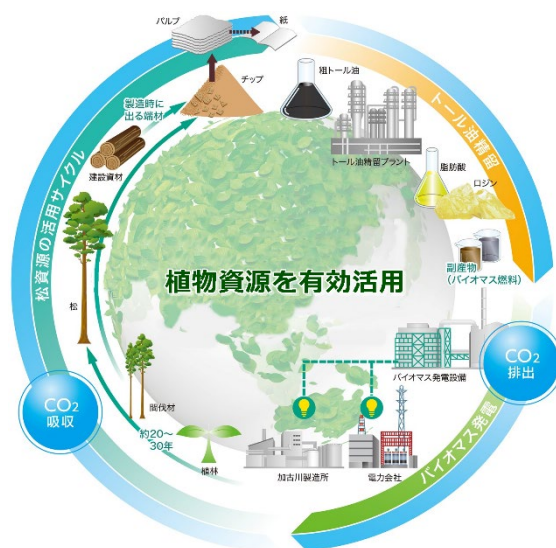 パルプ
紙
チップ
粗トール油
製造時に
出る端材
建設資材
トール油精留プラント
トール油精留
脂肪酸
ロジン
副産物
(バイオマス燃料)
松資源の活用サイクル
松
植物資源を有効活用
バイオマス発電設備
CO2
排出
CO2
吸収
間伐材
約20〜
30年
植林
加古川製造所
電力会社
バイオマス発電